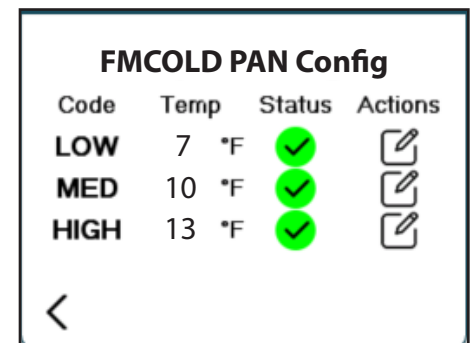 FMCOLD PAN Config
Code Temp Status Actions
LOW 7 °F
MED 10 °F
HIGH 13 °F